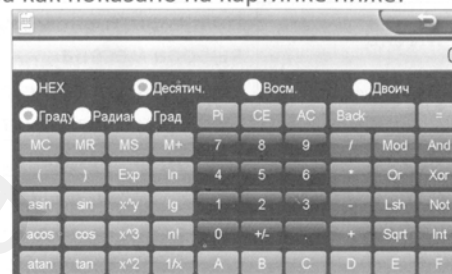 а как показано на картинке ниже.
0
HEX Десятич. Восм. Двоич
Граду Радиан Град Pi CE AC Back =
MC MR MS M+ 7 8 9 / Mod And
( ) Exp ln 4 5 6 * Or Xor
asin sin x^y lg 1 2 3 - Lsh Not
acos cos x^3 n! 0 +/- . + Sqrt Int
atan tan x^2 1/x A B C D E F